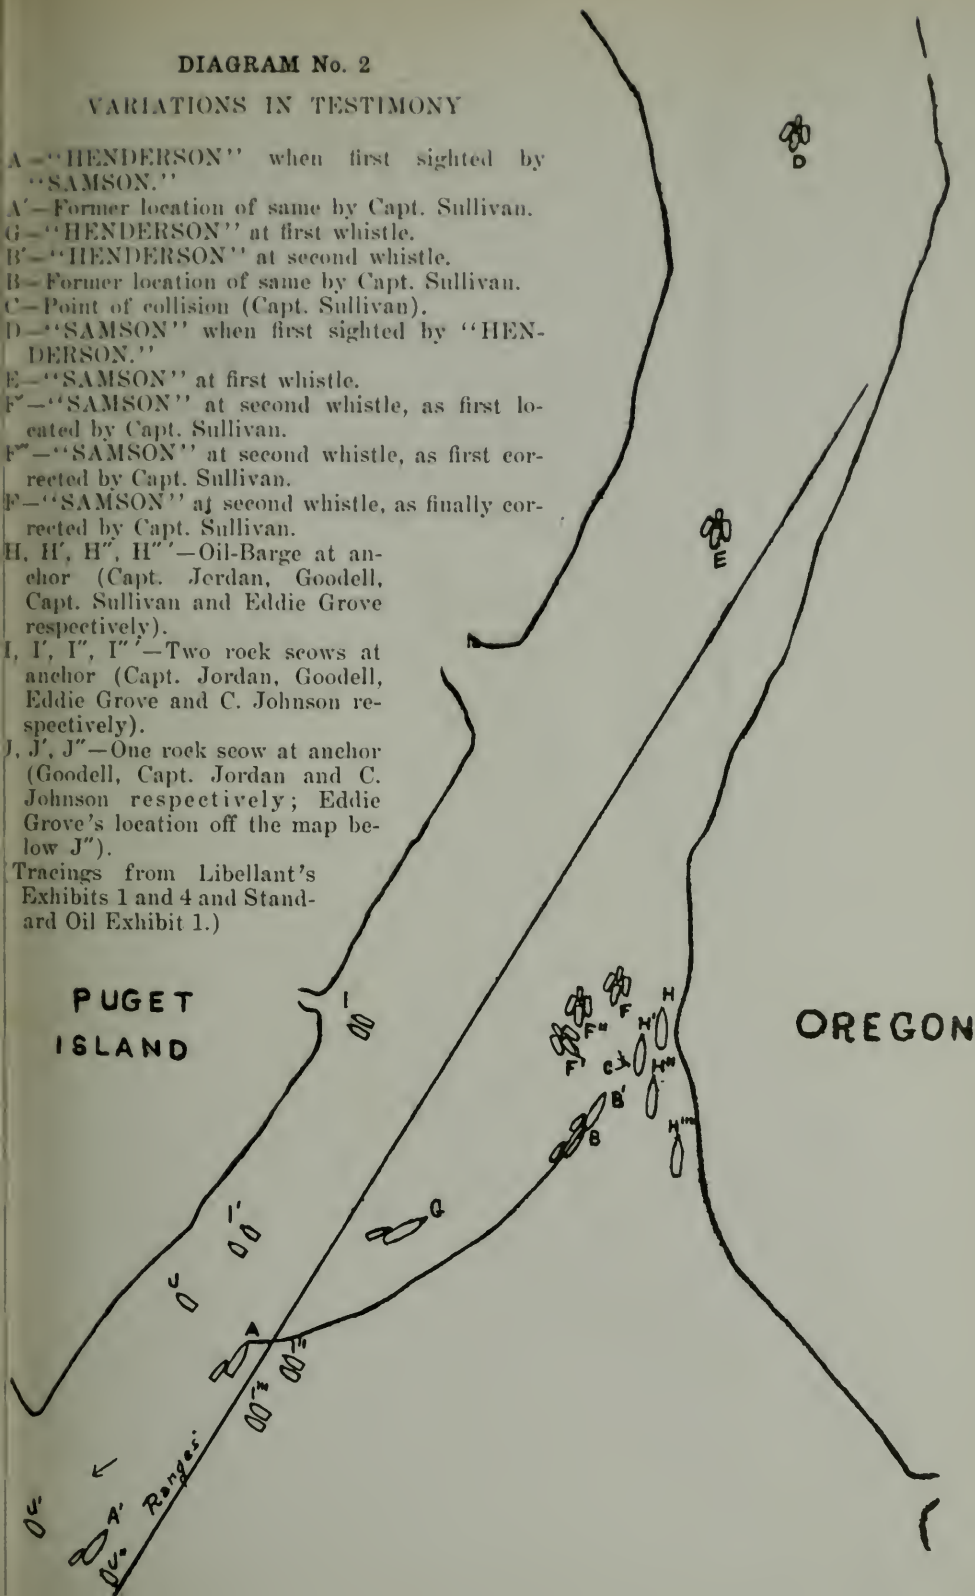 DIAGRAM No. 2
VARIATIONS IN TESTIMONY
A—"HENDERSON" when first sighted by
"SAMSON."
A'—Former location of same by Capt. Sullivan.
G—"HENDERSON" at first whistle.
B'—"HENDERSON" at second whistle.
B—Former location of same by Capt. Sullivan.
C—Point of collision (Capt. Sullivan).
D—"SAMSON" when first sighted by "HEN-
DERSON."
E—"SAMSON" at first whistle.
F'—"SAMSON" at second whistle, as first lo-
cated by Capt. Sullivan.
F"—"SAMSON" at second whistle, as first cor-
rected by Capt. Sullivan.
F—"SAMSON" at second whistle, as finally cor-
rected by Capt. Sullivan.
H, H', H", H"'—Oil-Barge at an-
chor (Capt. Jordan, Goodell,
Capt. Sullivan and Eddie Grove
respectively).
I, I', I", I"'—Two rock scows at
anchor (Capt. Jordan, Goodell,
Eddie Grove and C. Johnson re-
spectively).
J, J', J"—One rock scow at anchor
(Goodell, Capt. Jordan and C.
Johnson respectively; Eddie
Grove's location off the map be-
low J").
(Tracings from Libellant's
Exhibits 1 and 4 and Stand-
ard Oil Exhibit 1.)
D
E
PUGET
ISLAND
OREGON
I
F
F"
F'
H
H'
C
H"
B'
B
H"'
G
I'
J
A
I"
I"'
Ranges
J'
A'
J"